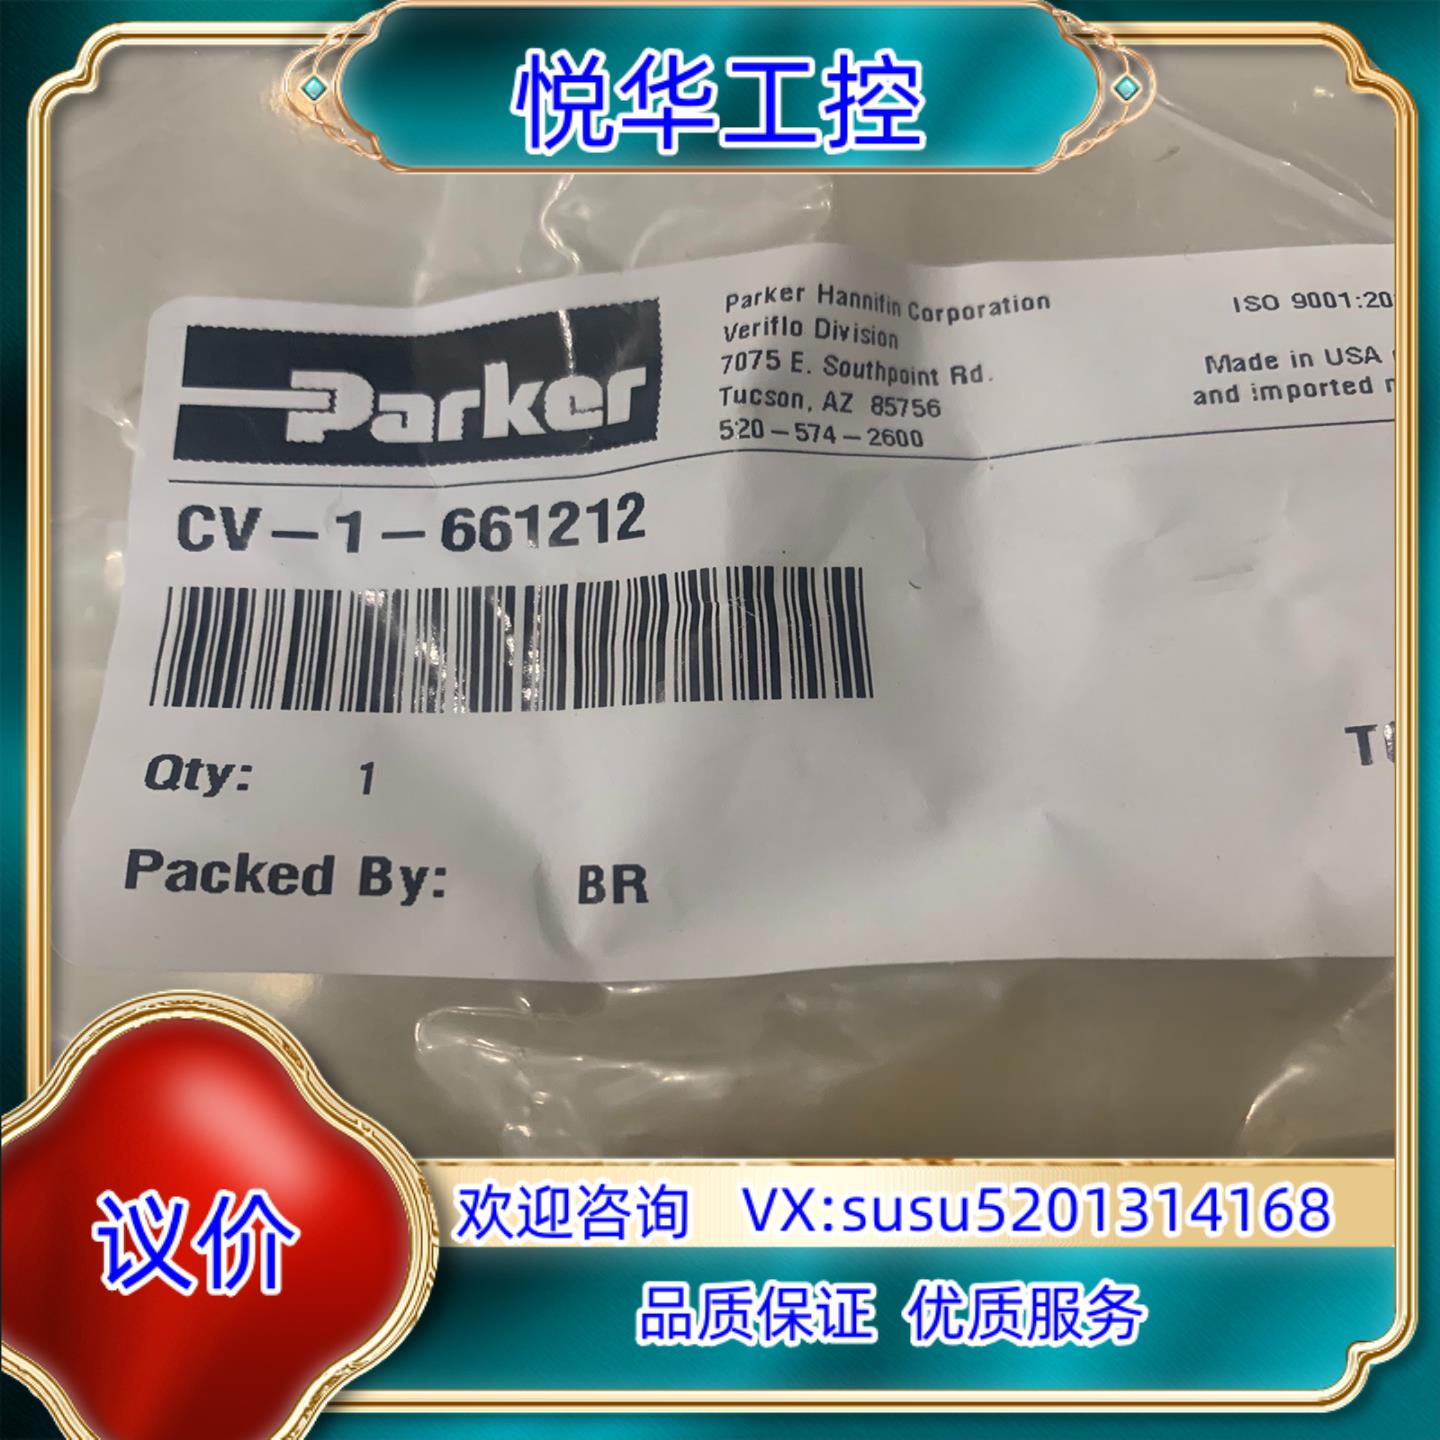 悦华工控
Parker
Parker Hannifin Corporation
Veriflo Division
7075 E. Southpoint Rd.
Tucson, AZ 85756
520-574-2600
ISO 9001:20
Made in USA
and imported
CV-1-661212
Qty: 1
Packed By: BR
议价
欢迎咨询 VX:susu5201314168
品质保证 优质服务